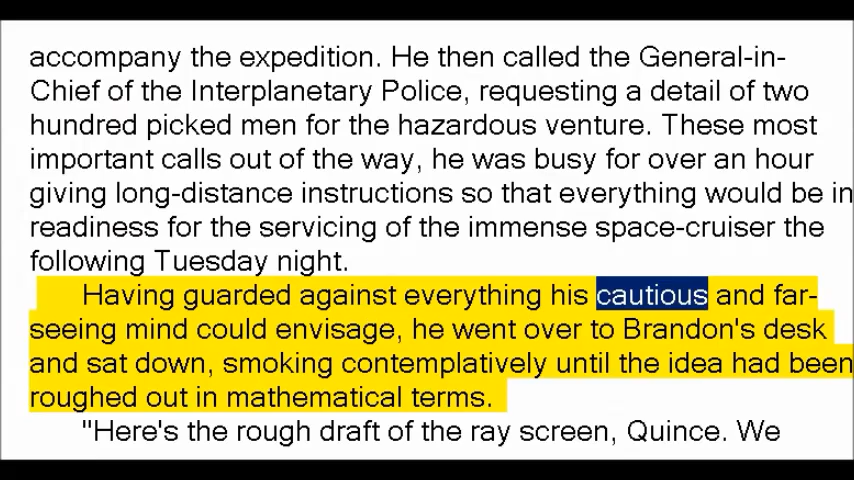 accompany the expedition. He then called the General-in-
Chief of the Interplanetary Police, requesting a detail of two
hundred picked men for the hazardous venture. These most
important calls out of the way, he was busy for over an hour
giving long-distance instructions so that everything would be in
readiness for the servicing of the immense space-cruiser the
following Tuesday night.
Having guarded against everything his cautious and far-
seeing mind could envisage, he went over to Brandon's desk
and sat down, smoking contemplatively until the idea had been
roughed out in mathematical terms.
"Here's the rough draft of the ray screen, Quince. We